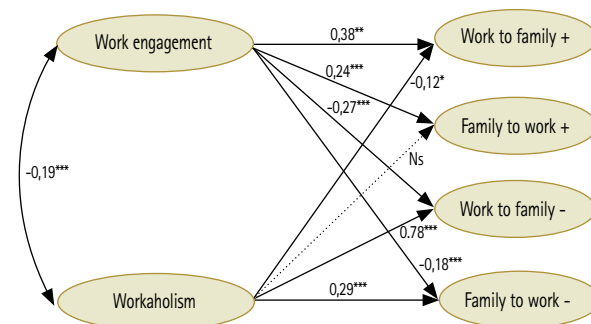 Work engagement
0,38**
Work to family +
0,24***
-0,12*
-0,27***
Family to work +
Ns
-0,19***
Work to family -
0.78***
-0,18***
Workaholism
0,29***
Family to work -